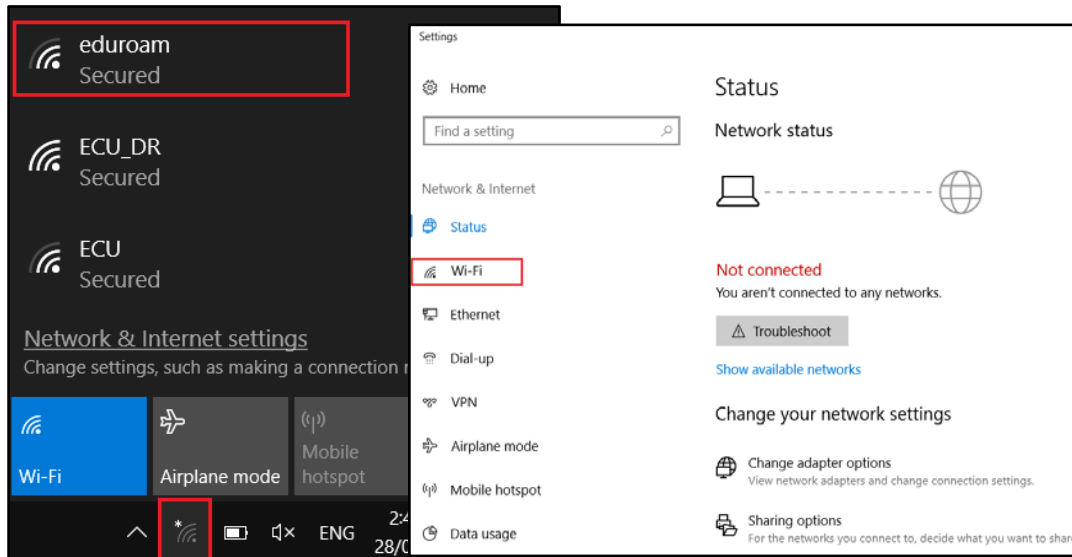 eduroam
Secured
ECU_DR
Secured
ECU
Secured
Network & Internet settings
Change settings, such as making a connection
Wi-Fi
Airplane mode
Mobile
hotspot
ENG
2:4
28/0
Settings
Home
Find a setting
Network & Internet
Status
Wi-Fi
Ethernet
Dial-up
VPN
Airplane mode
Mobile hotspot
Data usage
Status
Network status
Not connected
You aren't connected to any networks.
Troubleshoot
Show available networks
Change your network settings
Change adapter options
View network adapters and change connection settings.
Sharing options
For the networks you connect to, decide what you want to share